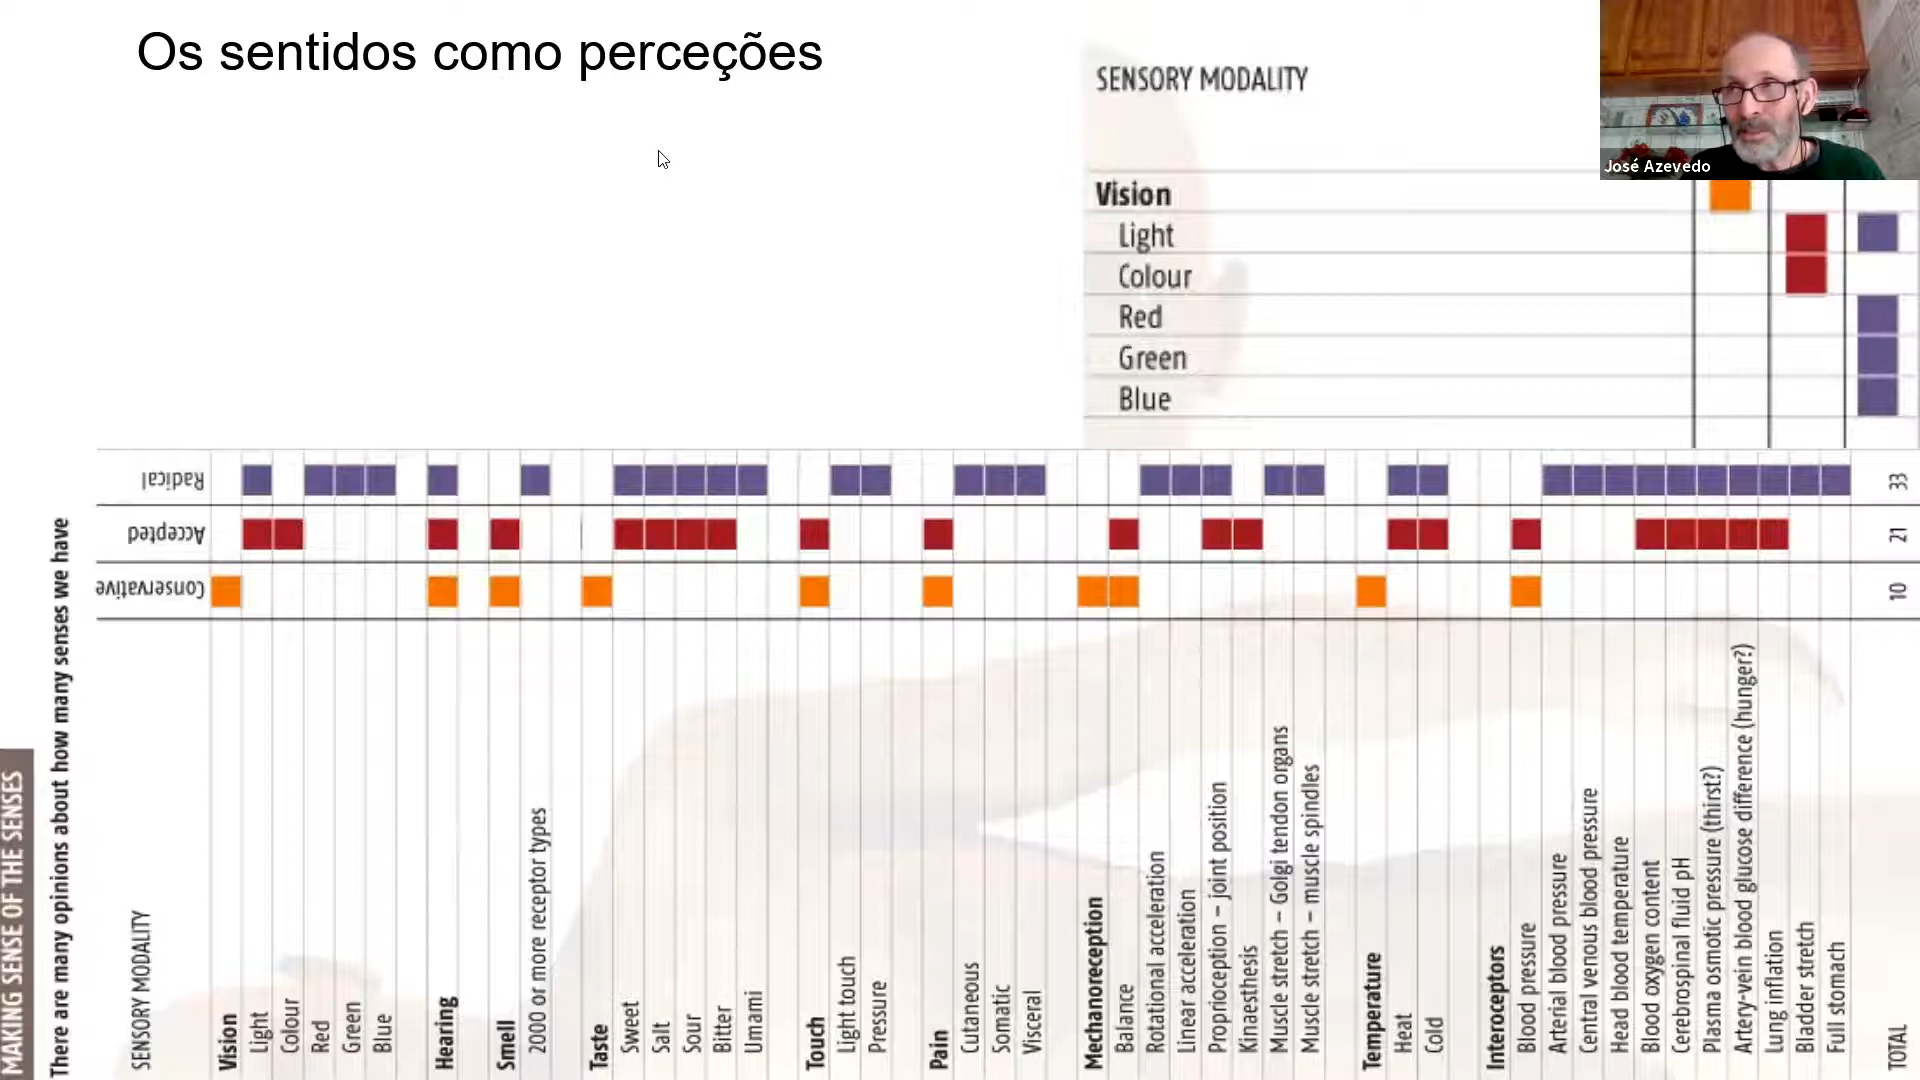 Os sentidos como perceções
SENSORY MODALITY
José Azevedo
Vision
Light
Colour
Red
Green
Blue
MAKING SENSE OF THE SENSES
There are many opinions about how many senses we have
Radical
33
Accepted
21
Conservative
10
SENSORY MODALITY
Vision
Light
Colour
Red
Green
Blue
Hearing
Smell
2000 or more receptor types
Taste
Sweet
Salt
Sour
Bitter
Umami
Touch
Light touch
Pressure
Pain
Cutaneous
Somatic
Visceral
Mechanoreception
Balance
Rotational acceleration
Linear acceleration
Proprioception – joint position
Kinaesthesis
Muscle stretch – Golgi tendon organs
Muscle stretch – muscle spindles
Temperature
Heat
Cold
Interoceptors
Blood pressure
Arterial blood pressure
Central venous blood pressure
Head blood temperature
Blood oxygen content
Cerebrospinal fluid pH
Plasma osmotic pressure (thirst?)
Artery-vein blood glucose difference (hunger?)
Lung inflation
Bladder stretch
Full stomach
TOTAL